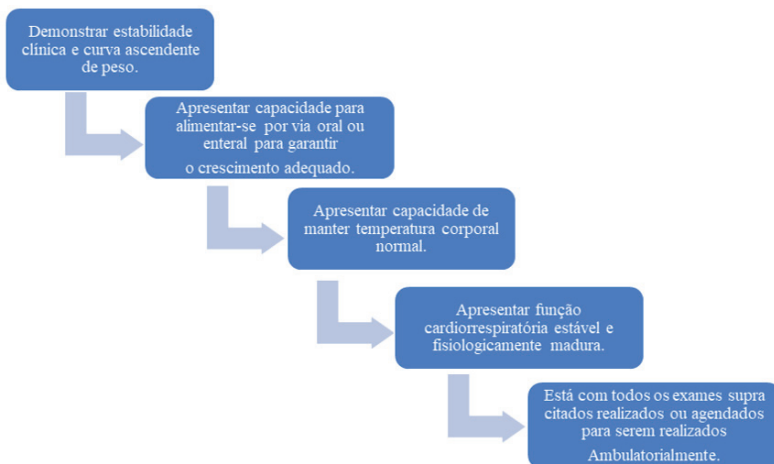 Demonstrar estabilidade
clínica e curva ascendente
de peso.
Apresentar capacidade para
alimentar-se por via oral ou
enteral para garantir
o crescimento adequado.
Apresentar capacidade de
manter temperatura corporal
normal.
Apresentar função
cardiorrespiratória estável e
fisiologicamente madura.
Está com todos os exames supra
citados realizados ou agendados
para serem realizados
Ambulatorialmente.